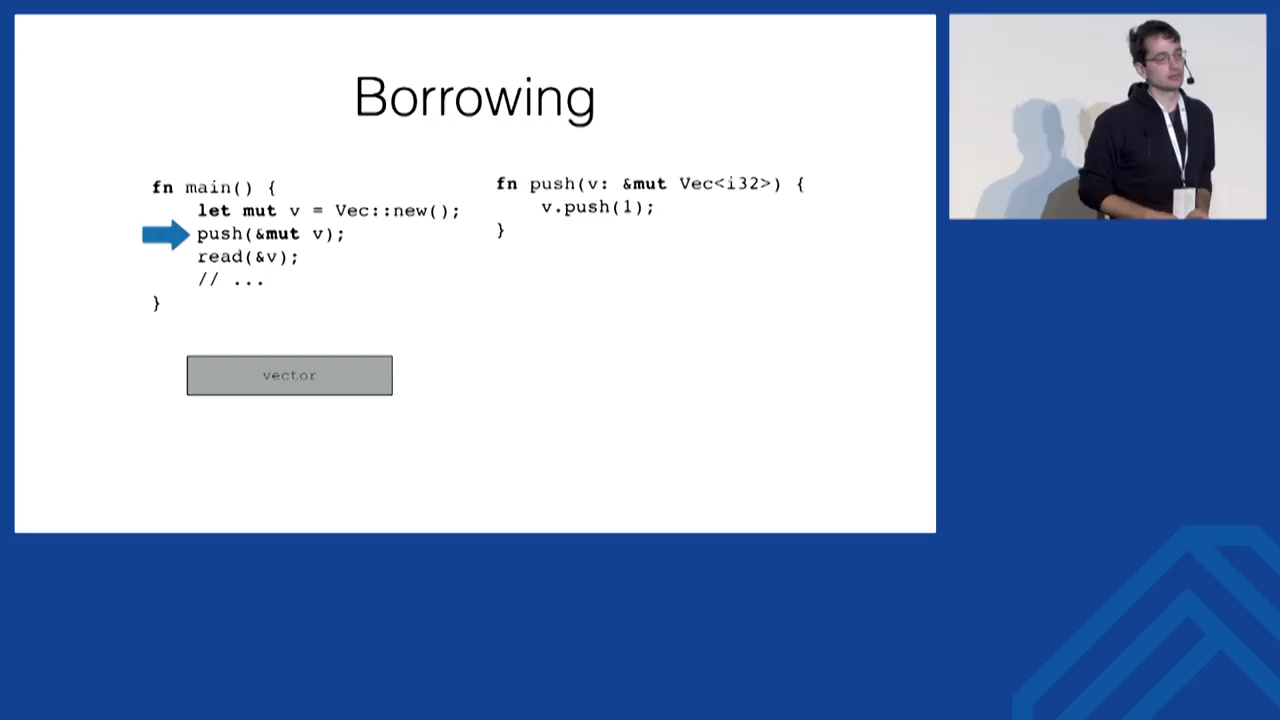 Borrowing
fn main() {
    let mut v = Vec::new();
    push(&mut v);
    read(&v);
    // ...
}
fn push(v: &mut Vec<i32>) {
    v.push(1);
}
vector